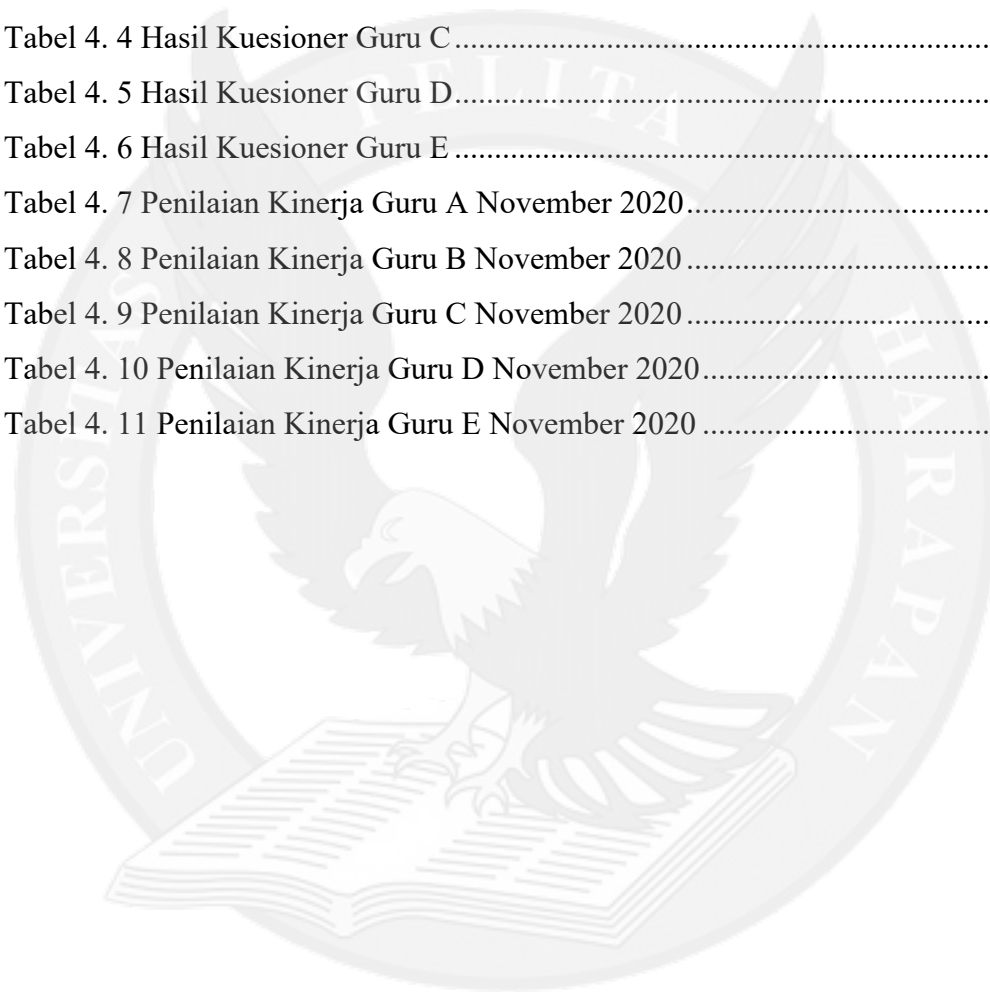 Tabel 4. 4 Hasil Kuesioner Guru C..........................................................................
Tabel 4. 5 Hasil Kuesioner Guru D..........................................................................
Tabel 4. 6 Hasil Kuesioner Guru E..........................................................................
Tabel 4. 7 Penilaian Kinerja Guru A November 2020..........................................
Tabel 4. 8 Penilaian Kinerja Guru B November 2020..........................................
Tabel 4. 9 Penilaian Kinerja Guru C November 2020..........................................
Tabel 4. 10 Penilaian Kinerja Guru D November 2020........................................
Tabel 4. 11 Penilaian Kinerja Guru E November 2020........................................
UNIVERSITAS PELITA HARAPAN